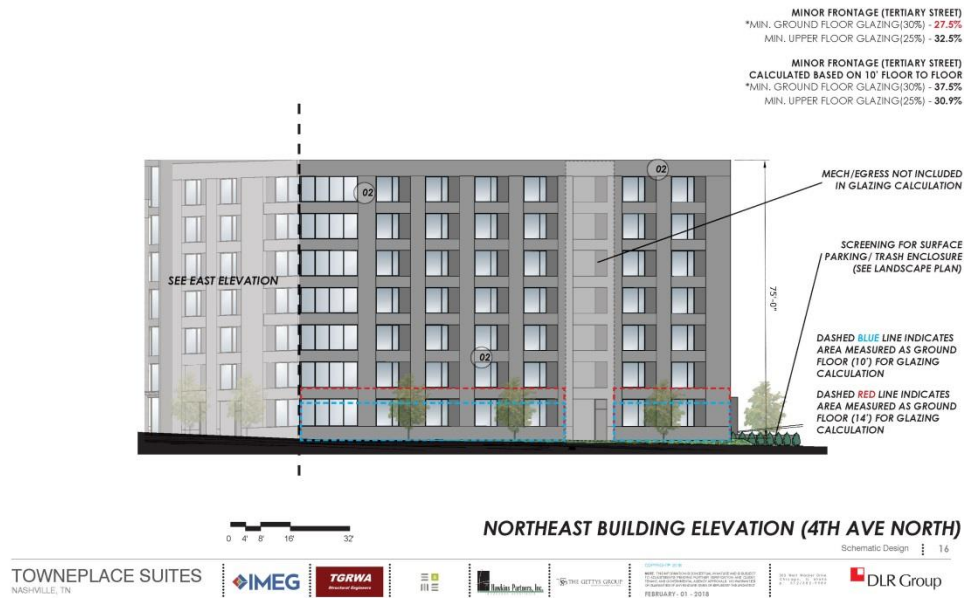 MINOR FRONTAGE (TERTIARY STREET)
*MIN. GROUND FLOOR GLAZING(30%) - 27.5%
MIN. UPPER FLOOR GLAZING(25%) - 32.5%
MINOR FRONTAGE (TERTIARY STREET)
CALCULATED BASED ON 10' FLOOR TO FLOOR
*MIN. GROUND FLOOR GLAZING(30%) - 37.5%
MIN. UPPER FLOOR GLAZING(25%) - 30.9%
02
02
MECH/EGRESS NOT INCLUDED
IN GLAZING CALCULATION
SCREENING FOR SURFACE
PARKING/ TRASH ENCLOSURE
(SEE LANDSCAPE PLAN)
SEE EAST ELEVATION
75'-0"
02
DASHED BLUE LINE INDICATES
AREA MEASURED AS GROUND
FLOOR (10') FOR GLAZING
CALCULATION
DASHED RED LINE INDICATES
AREA MEASURED AS GROUND
FLOOR (14') FOR GLAZING
CALCULATION
0 4' 8' 16' 32'
NORTHEAST BUILDING ELEVATION (4TH AVE NORTH)
Schematic Design 16
TOWNEPLACE SUITES
NASHVILLE, TN
IMEG
TGRWA
Structural Engineers
Hawkins Partners, Inc.
THE GETTYS GROUP
FEBRUARY - 01 - 2018
DLR Group